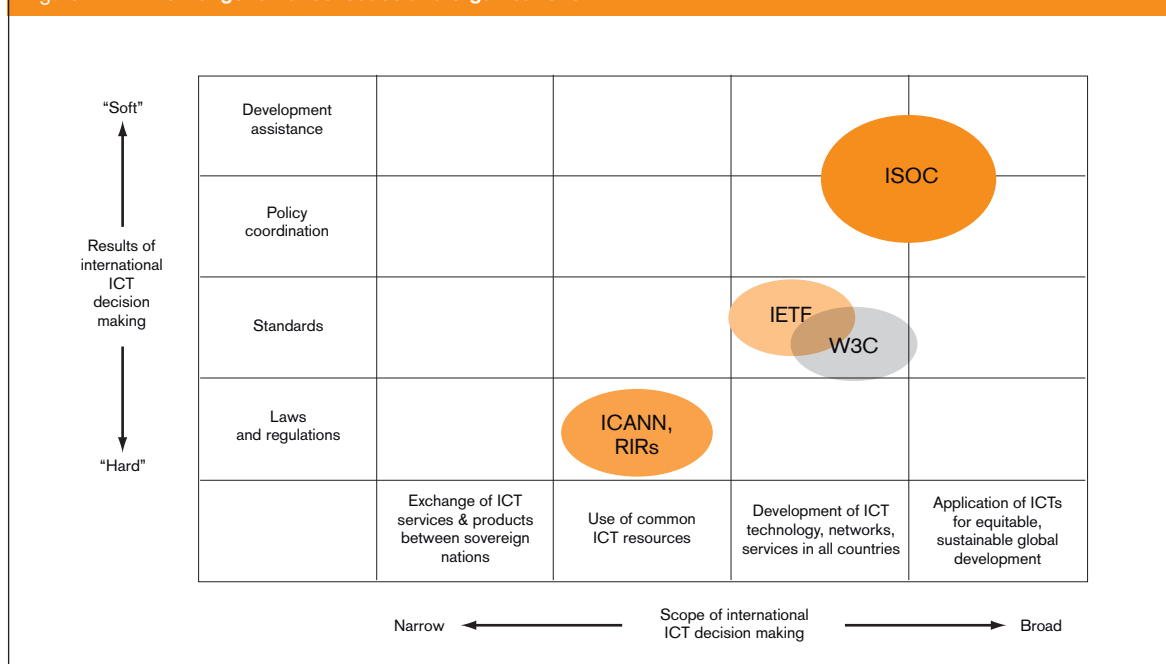 "Soft"
Results of
international
ICT
decision
making
"Hard"
Development
assistance
Policy
coordination
Standards
Laws
and regulations
ISOC
IETF
W3C
ICANN,
RIRs
Exchange of ICT
services & products
between sovereign
nations
Use of common
ICT resources
Development of ICT
technology, networks,
services in all countries
Application of ICTs
for equitable,
sustainable global
development
Narrow
Scope of international
ICT decision making
Broad